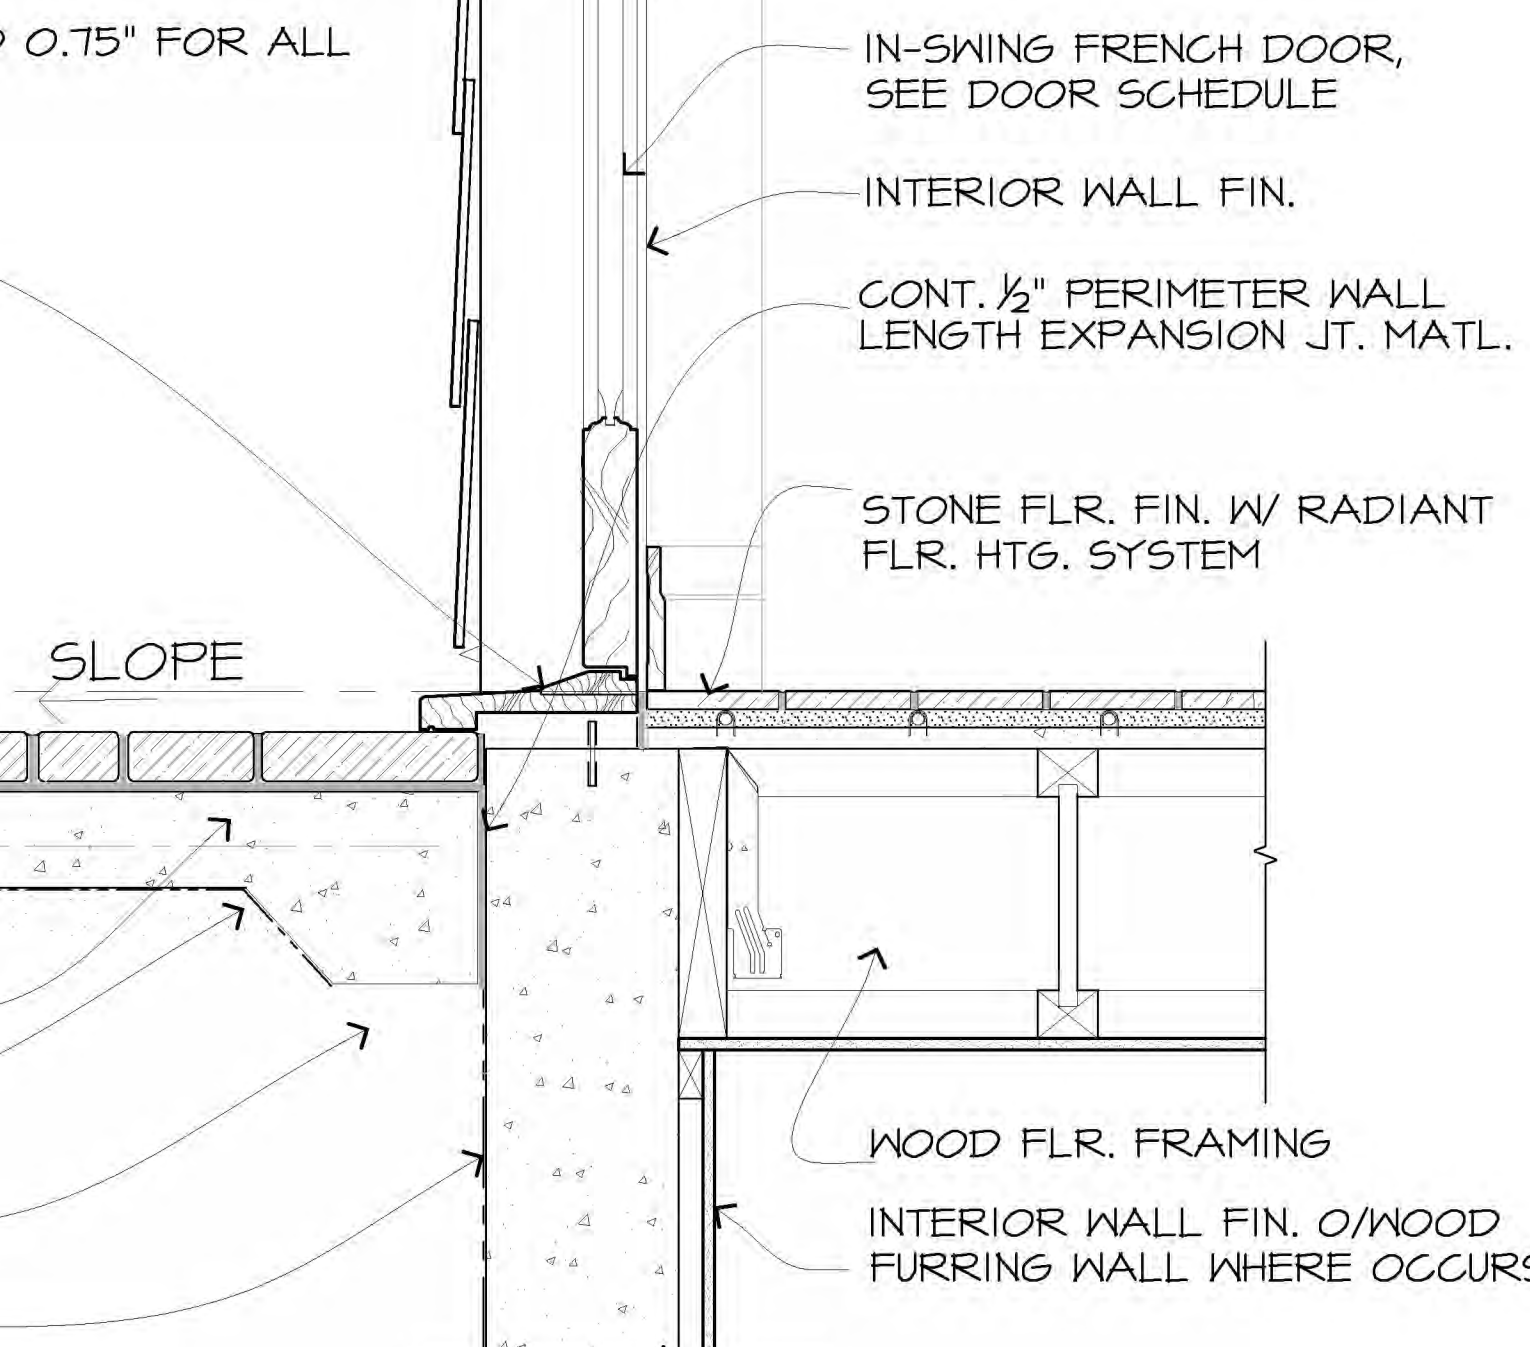 0.75" FOR ALL
IN-SWING FRENCH DOOR,
SEE DOOR SCHEDULE
INTERIOR WALL FIN.
CONT. ½" PERIMETER WALL
LENGTH EXPANSION JT. MATL.
STONE FLR. FIN. W/ RADIANT
FLR. HTG. SYSTEM
SLOPE
WOOD FLR. FRAMING
INTERIOR WALL FIN. O/WOOD
FURRING WALL WHERE OCCURS